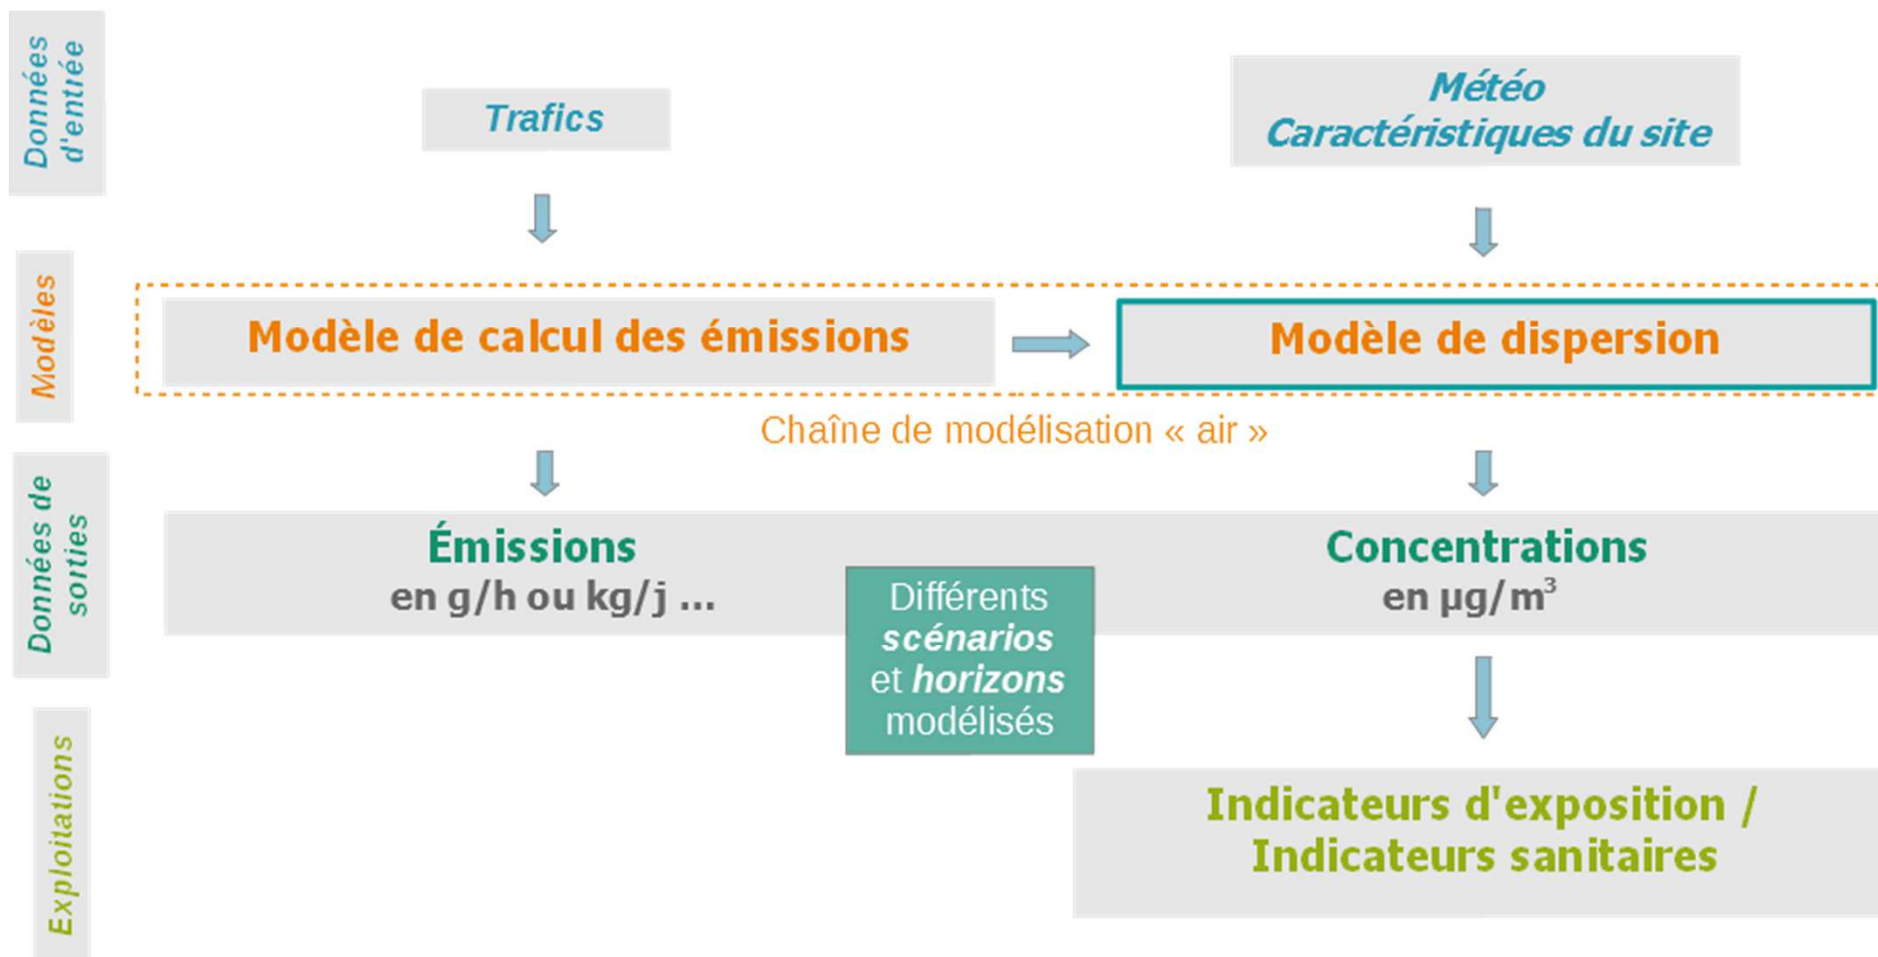 Données
d'entrée
Trafics
Météo
Caractéristiques du site
Modèles
Modèle de calcul des émissions
Modèle de dispersion
Chaîne de modélisation « air »
Données de
sorties
Émissions
en g/h ou kg/j ...
Concentrations
en µg/m³
Différents
scénarios
et horizons
modélisés
Exploitations
Indicateurs d'exposition /
Indicateurs sanitaires